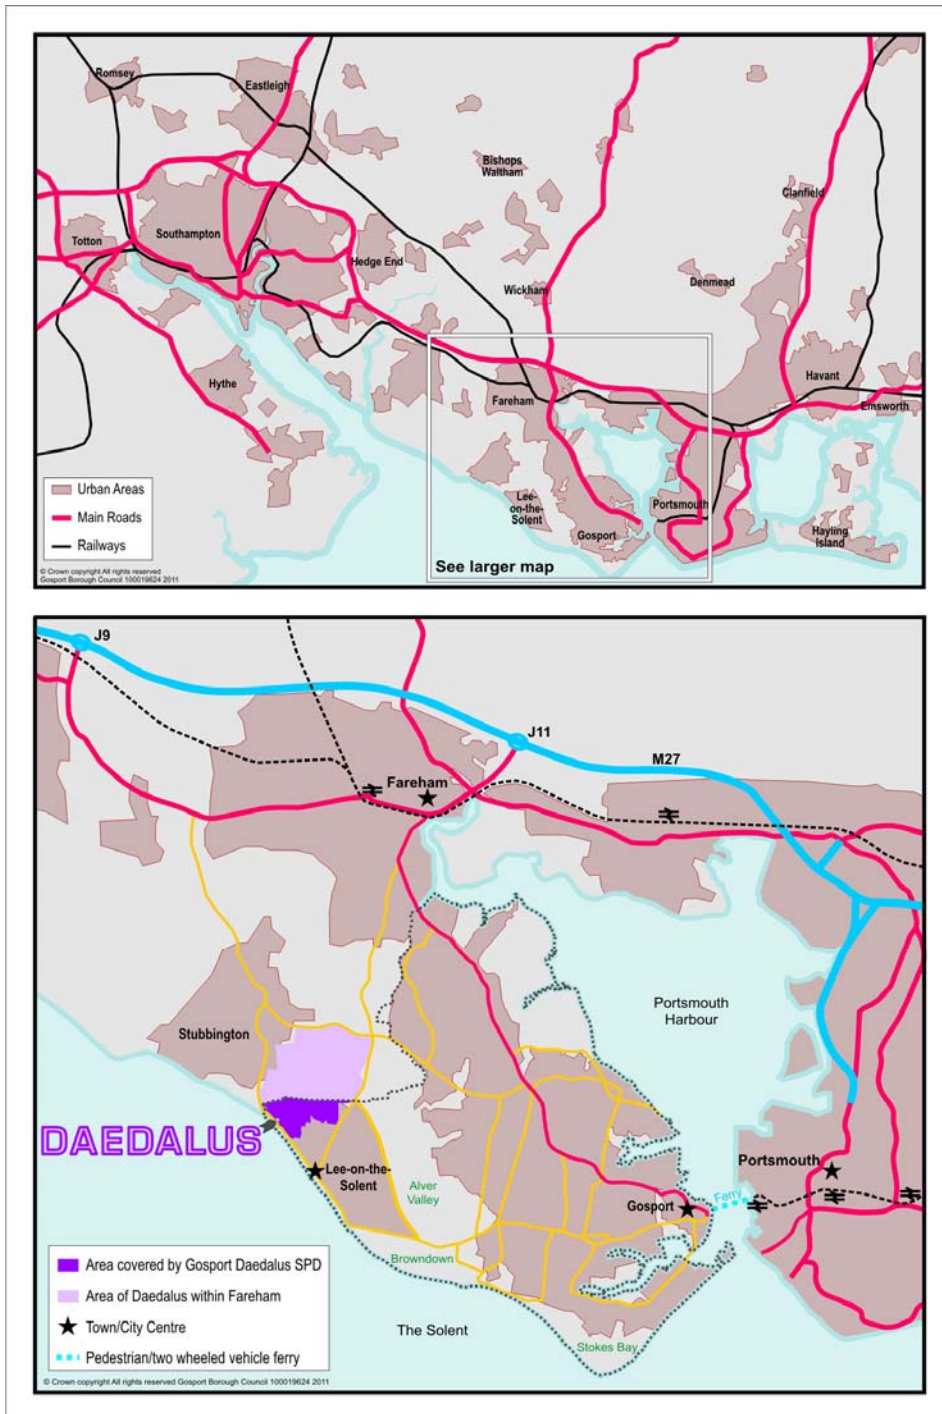 Romsey
Eastleigh
Bishops
Waltham
Clanfield
Totton
Southampton
Hedge End
Wickham
Denmead
Hythe
Fareham
Havant
Emsworth
Lee-
on-the-
Solent
Portsmouth
Gosport
Hayling
Island
Urban Areas
Main Roads
Railways
See larger map
© Crown copyright All rights reserved
Gosport Borough Council 100019624 2011
J9
J11
M27
Fareham
Portsmouth
Harbour
Stubbington
DAEDALUS
Lee-on-the-
Solent
Alver
Valley
Portsmouth
Ferry
Gosport
Browndown
The Solent
Stokes Bay
Area covered by Gosport Daedalus SPD
Area of Daedalus within Fareham
Town/City Centre
Pedestrian/two wheeled vehicle ferry
© Crown copyright All rights reserved Gosport Borough Council 100019624 2011